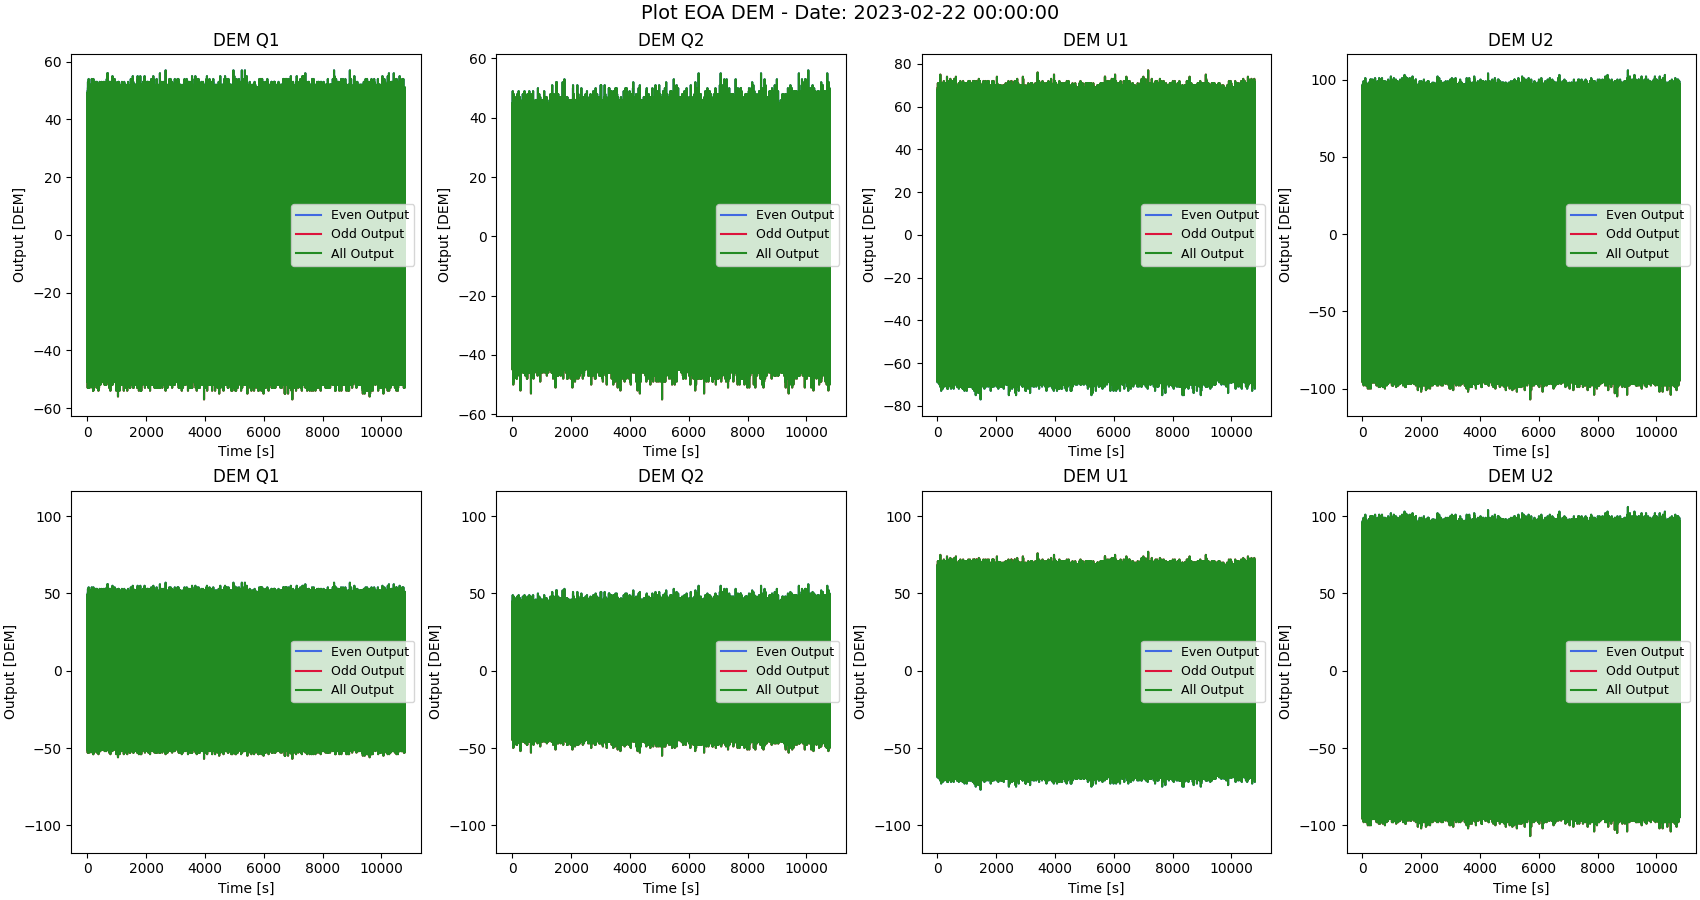 Plot EOA DEM - Date: 2023-02-22 00:00:00
DEM Q1
Output [DEM]
60
40
20
0
−20
−40
−60
0 2000 4000 6000 8000 10000
Time [s]
Even Output
Odd Output
All Output
DEM Q2
Output [DEM]
60
40
20
0
−20
−40
−60
0 2000 4000 6000 8000 10000
Time [s]
Even Output
Odd Output
All Output
DEM U1
Output [DEM]
80
60
40
20
0
−20
−40
−60
−80
0 2000 4000 6000 8000 10000
Time [s]
Even Output
Odd Output
All Output
DEM U2
Output [DEM]
100
50
0
−50
−100
0 2000 4000 6000 8000 10000
Time [s]
Even Output
Odd Output
All Output
DEM Q1
Output [DEM]
100
50
0
−50
−100
0 2000 4000 6000 8000 10000
Time [s]
Even Output
Odd Output
All Output
DEM Q2
Output [DEM]
100
50
0
−50
−100
0 2000 4000 6000 8000 10000
Time [s]
Even Output
Odd Output
All Output
DEM U1
Output [DEM]
100
50
0
−50
−100
0 2000 4000 6000 8000 10000
Time [s]
Even Output
Odd Output
All Output
DEM U2
Output [DEM]
100
50
0
−50
−100
0 2000 4000 6000 8000 10000
Time [s]
Even Output
Odd Output
All Output